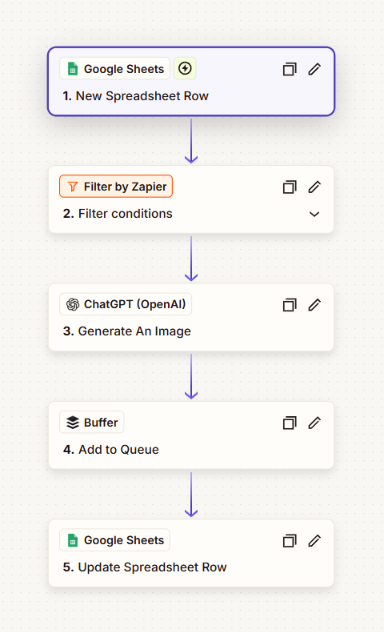 Google Sheets
1. New Spreadsheet Row
Filter by Zapier
2. Filter conditions
ChatGPT (OpenAI)
3. Generate An Image
Buffer
4. Add to Queue
Google Sheets
5. Update Spreadsheet Row